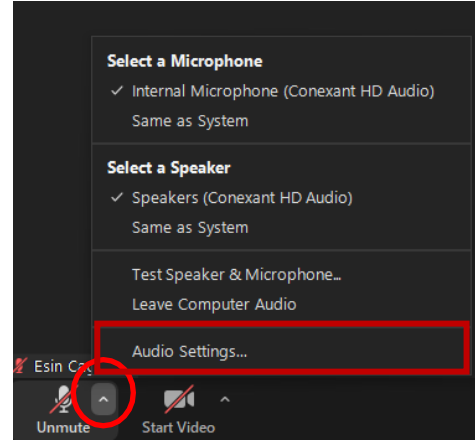 Select a Microphone
Internal Microphone (Conexant HD Audio)
Same as System
Select a Speaker
Speakers (Conexant HD Audio)
Same as System
Test Speaker & Microphone...
Leave Computer Audio
Audio Settings...
Esin
Unmute
Start Video